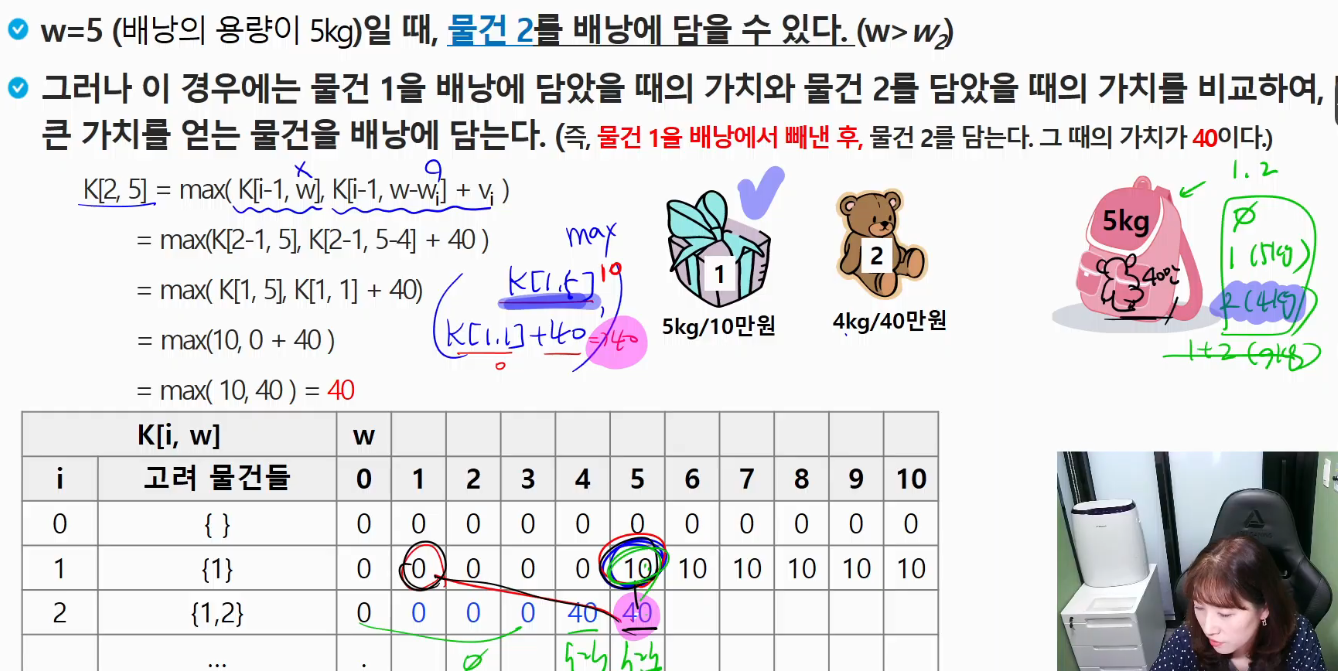 w=5 (배낭의 용량이 5kg)일 때, 물건 2를 배낭에 담을 수 있다. (w>w₂)
그러나 이 경우에는 물건 1을 배낭에 담았을 때의 가치와 물건 2를 담았을 때의 가치를 비교하여,
큰 가치를 얻는 물건을 배낭에 담는다. (즉, 물건 1을 배낭에서 빼낸 후, 물건 2를 담는다. 그 때의 가치가 40이다.)
K[2, 5] = max( K[i-1, w], K[i-1, w-wᵢ] + vᵢ )
= max(K[2-1, 5], K[2-1, 5-4] + 40 )
= max( K[1, 5], K[1, 1] + 40)
= max(10, 0 + 40 )
= max( 10, 40 ) = 40
max
K[1,5] 10
K[1,1]+40 =40
0
1
5kg/10만원
2
4kg/40만원
5kg
40만
1. 2
∅
1 (5kg)
2 (4kg)
1+2 (9kg)
K[i, w] w
i 고려 물건들 0 1 2 3 4 5 6 7 8 9 10
0 { } 0 0 0 0 0 0 0 0 0 0 0
1 {1} 0 0 0 0 0 10 10 10 10 10 10
2 {1,2} 0 0 0 0 40 40
...
∅